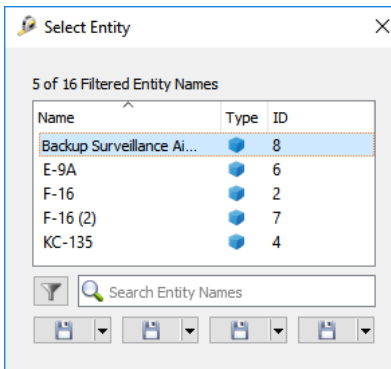 Select Entity
5 of 16 Filtered Entity Names
Name Type ID
Backup Surveillance Ai... 8
E-9A 6
F-16 2
F-16 (2) 7
KC-135 4
Search Entity Names